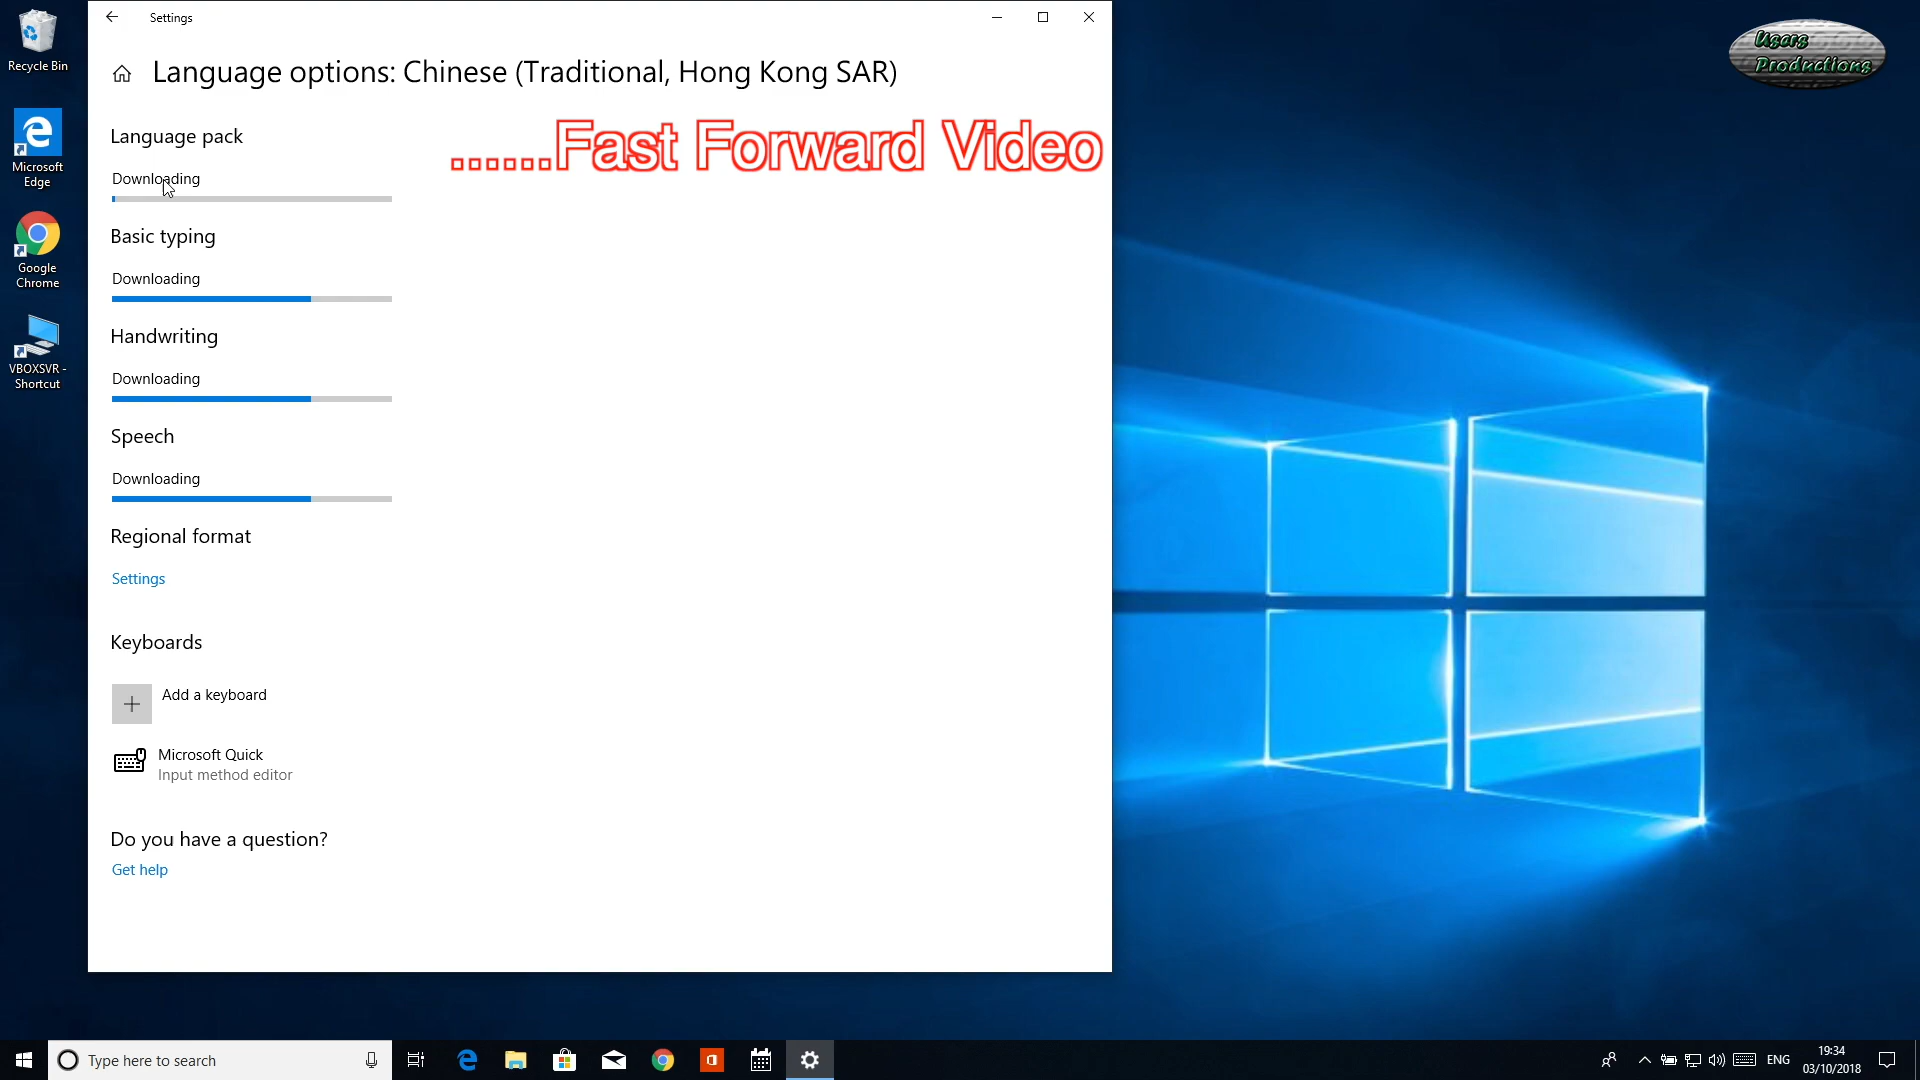 Settings
Language options: Chinese (Traditional, Hong Kong SAR)
Users
Productions
......Fast Forward Video
Language pack
Downloading
Basic typing
Downloading
Handwriting
Downloading
Speech
Downloading
Regional format
Settings
Keyboards
Add a keyboard
Microsoft Quick
Input method editor
Do you have a question?
Get help
Recycle Bin
Microsoft
Edge
Google
Chrome
VBOXSVR -
Shortcut
Type here to search
ENG
19:34
03/10/2018